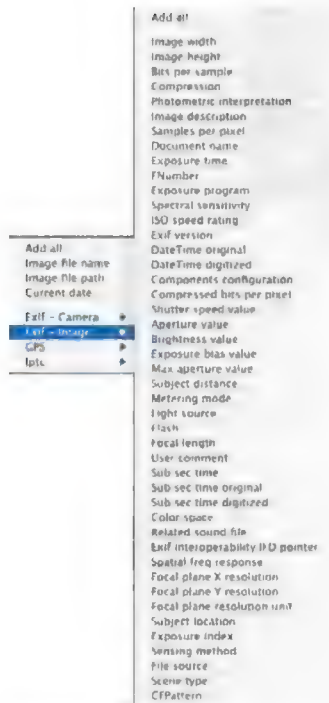 Add all
Image file name
Image file path
Current date
Exif - Camera
Exif - Image
GPS
Iptc
Add all
Image width
Image height
Bits per sample
Compression
Photometric interpretation
Image description
Samples per pixel
Document name
Exposure time
FNumber
Exposure program
Spectral sensitivity
ISO speed rating
Exif version
DateTime original
DateTime digitized
Components configuration
Compressed bits per pixel
Shutter speed value
Aperture value
Brightness value
Exposure bias value
Max aperture value
Subject distance
Metering mode
Light source
Flash
Focal length
User comment
Sub sec time
Sub sec time original
Sub sec time digitized
Color space
Related sound file
Exif interoperability IFD pointer
Spatial freq response
Focal plane X resolution
Focal plane Y resolution
Focal plane resolution unit
Subject location
Exposure index
Sensing method
File source
Scene type
CFPattern